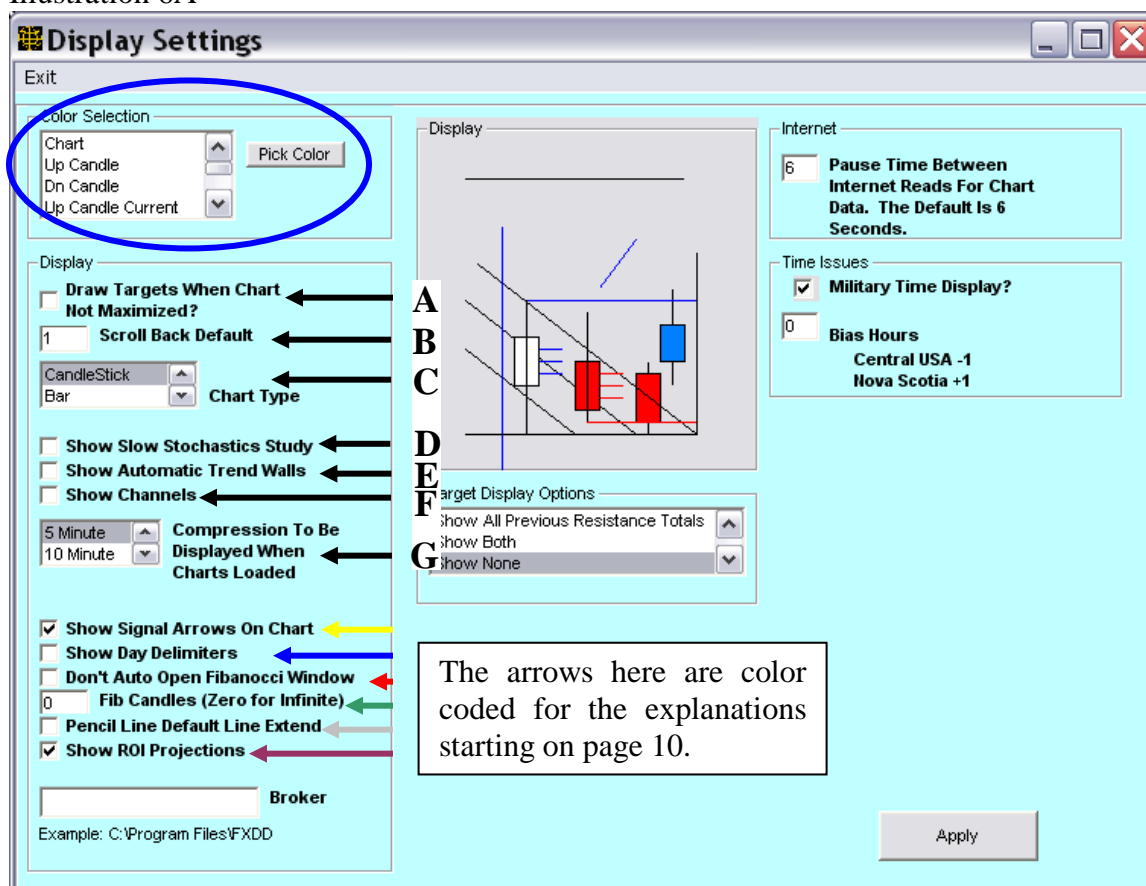 Display Settings
Exit
Color Selection
Chart
Up Candle
Dn Candle
Up Candle Current
Pick Color
Display
Draw Targets When Chart
Not Maximized?
1 Scroll Back Default
CandleStick
Bar
Chart Type
Show Slow Stochastics Study
Show Automatic Trend Walls
Show Channels
5 Minute
10 Minute
Compression To Be
Displayed When
Charts Loaded
Show Signal Arrows On Chart
Show Day Delimiters
Don't Auto Open Fibanocci Window
0 Fib Candles (Zero for Infinite)
Pencil Line Default Line Extend
Show ROI Projections
Broker
Example: C:\Program Files\FXDD
A
B
C
D
E
F
G
Display
arget Display Options
Show All Previous Resistance Totals
Show Both
Show None
The arrows here are color
coded for the explanations
starting on page 10.
Internet
6 Pause Time Between
Internet Reads For Chart
Data. The Default Is 6
Seconds.
Time Issues
Military Time Display?
0 Bias Hours
Central USA -1
Nova Scotia +1
Apply